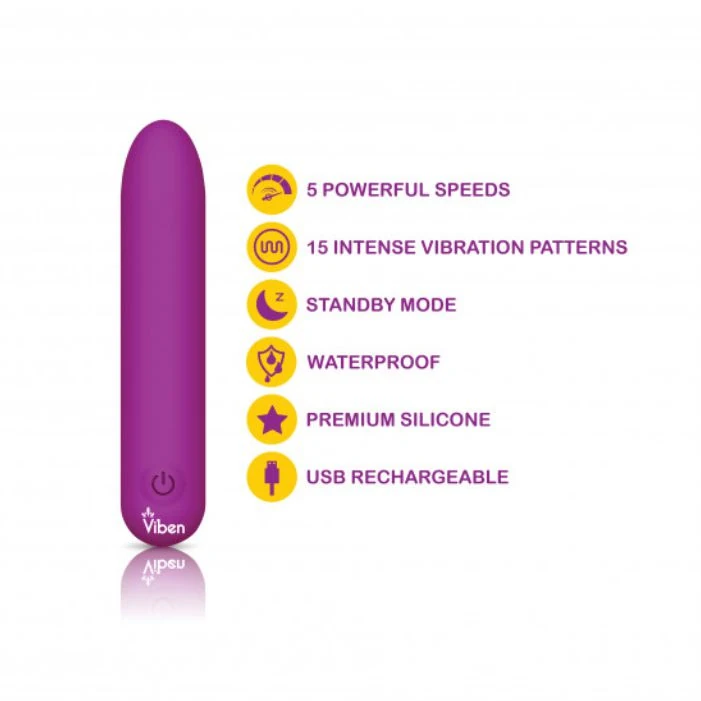 5 POWERFUL SPEEDS
15 INTENSE VIBRATION PATTERNS
Z
STANDBY MODE
WATERPROOF
PREMIUM SILICONE
USB RECHARGEABLE
Viben